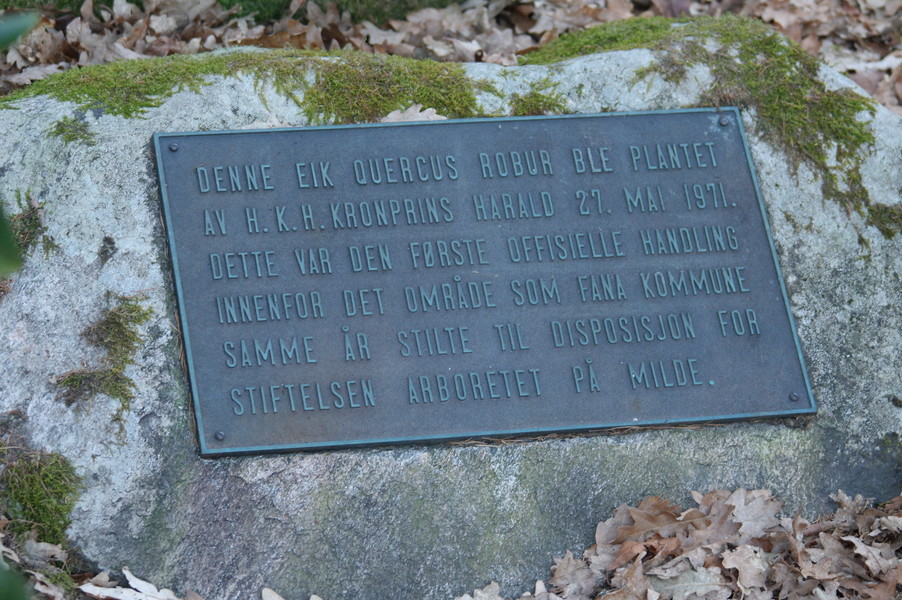 DENNE EIK QUERCUS ROBUR BLE PLANTET
AV H.K.H. KRONPRINS HARALD 27. MAI 1971.
DETTE VAR DEN FØRSTE OFFISIELLE HANDLING
INNENFOR DET OMRÅDE SOM FANA KOMMUNE
SAMME ÅR STILTE TIL DISPOSISJON FOR
STIFTELSEN ARBORETET PÅ MILDE.